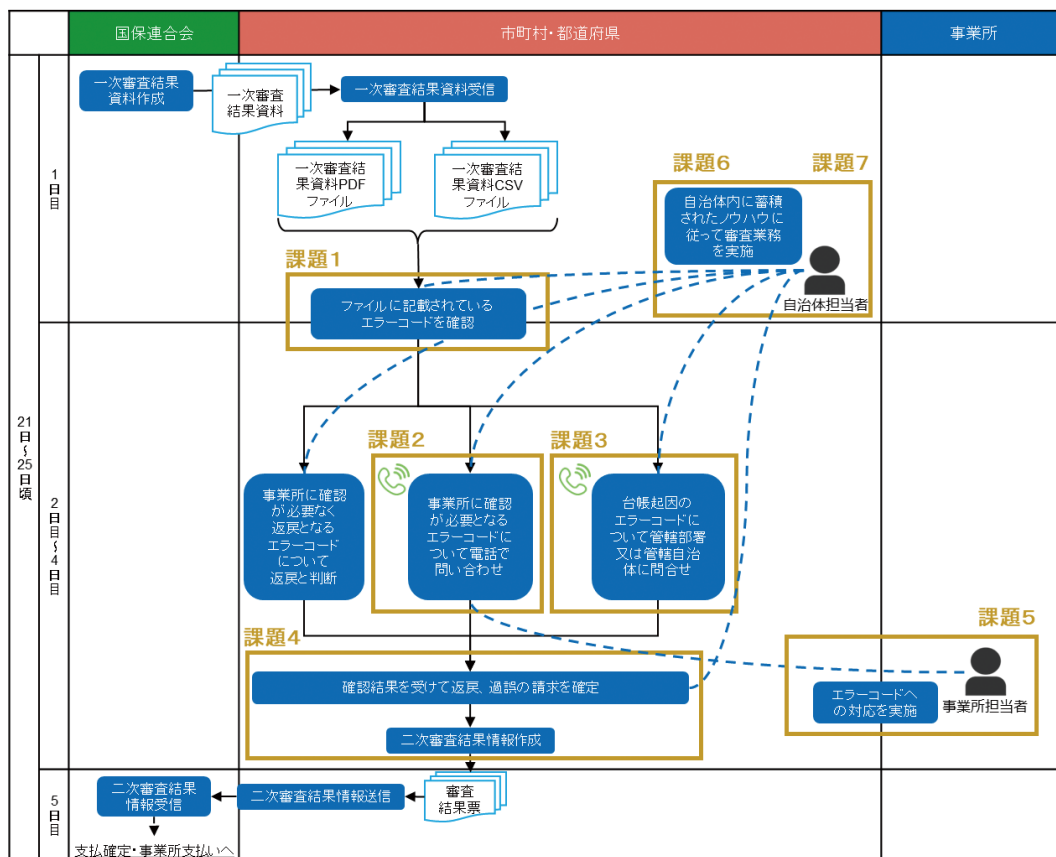 国保連合会
市町村・都道府県
事業所
21
日
~
25
日
頃
1
日
目
一次審査結果
資料作成
一次審査
結果資料
一次審査結果資料受信
一次審査結
果資料PDF
ファイル
一次審査結
果資料CSV
ファイル
課題6
課題7
自治体内に蓄積
されたノウハウに
従って審査業務
を実施
自治体担当者
課題1
ファイルに記載されている
エラーコードを確認
2
日
目
~
4
日
目
課題2
課題3
事業所に確認
が必要なく
返戻となる
エラーコード
について
返戻と判断
事業所に確認
が必要となる
エラーコードに
ついて電話で
問い合わせ
台帳起因の
エラーコードに
ついて管轄部署
又は管轄自治
体に問合せ
課題4
確認結果を受けて返戻、過誤の請求を確定
二次審査結果情報作成
課題5
エラーコードへ
の対応を実施
事業所担当者
5
日
目
審査
結果票
二次審査結果情報送信
二次審査結果
情報受信
支払確定・事業所支払いへ